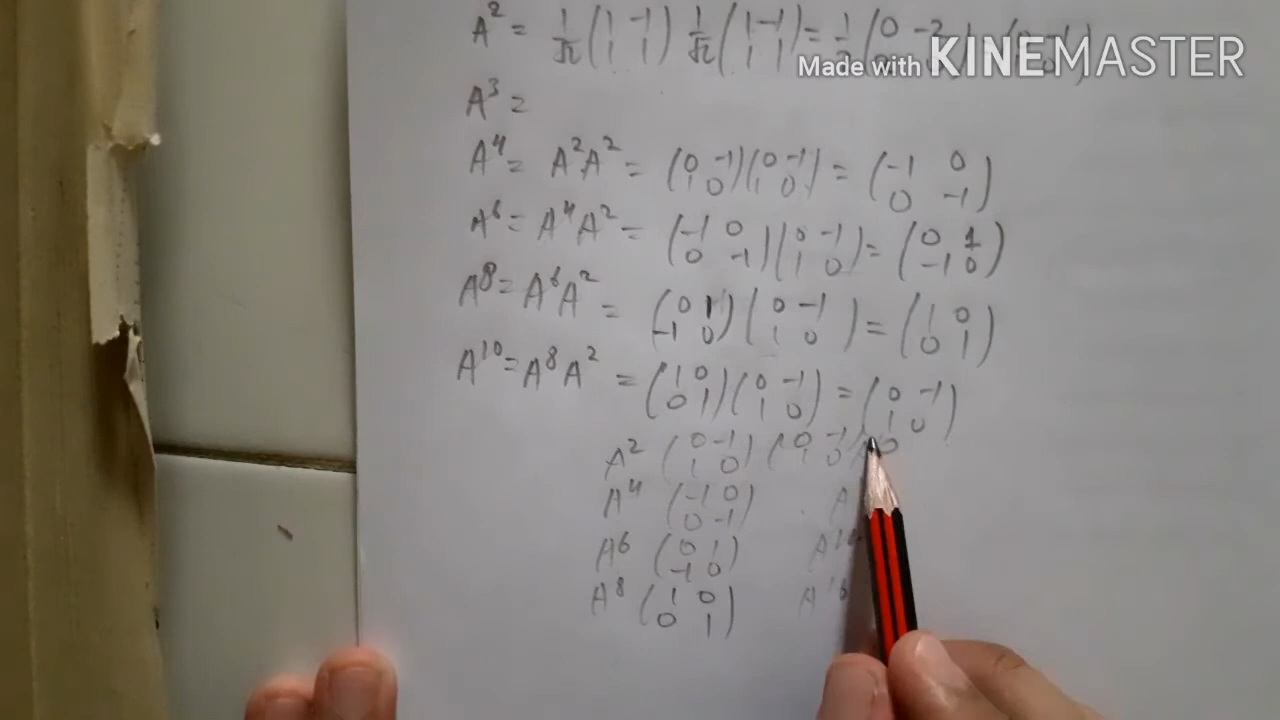 A² = 1/√2 (1 -1 1 1) 1/√2 (1 -1 1 1) = 1/2 (0 -2
Made with KINEMASTER
A³ =
A⁴ = A²A² = (0 -1 1 0)(0 -1 1 0) = (-1 0 0 -1)
A⁶ = A⁴A² = (-1 0 0 -1)(0 -1 1 0) = (0 1 -1 0)
A⁸ = A⁶A² = (0 1 -1 0)(0 -1 1 0) = (1 0 0 1)
A¹⁰ = A⁸A² = (1 0 0 1)(0 -1 1 0) = (0 -1 1 0)
A² (0 -1 1 0) (0 -1 1 0)
A⁴ (-1 0 0 -1) A
A⁶ (0 1 -1 0)
A⁸ (1 0 0 1)